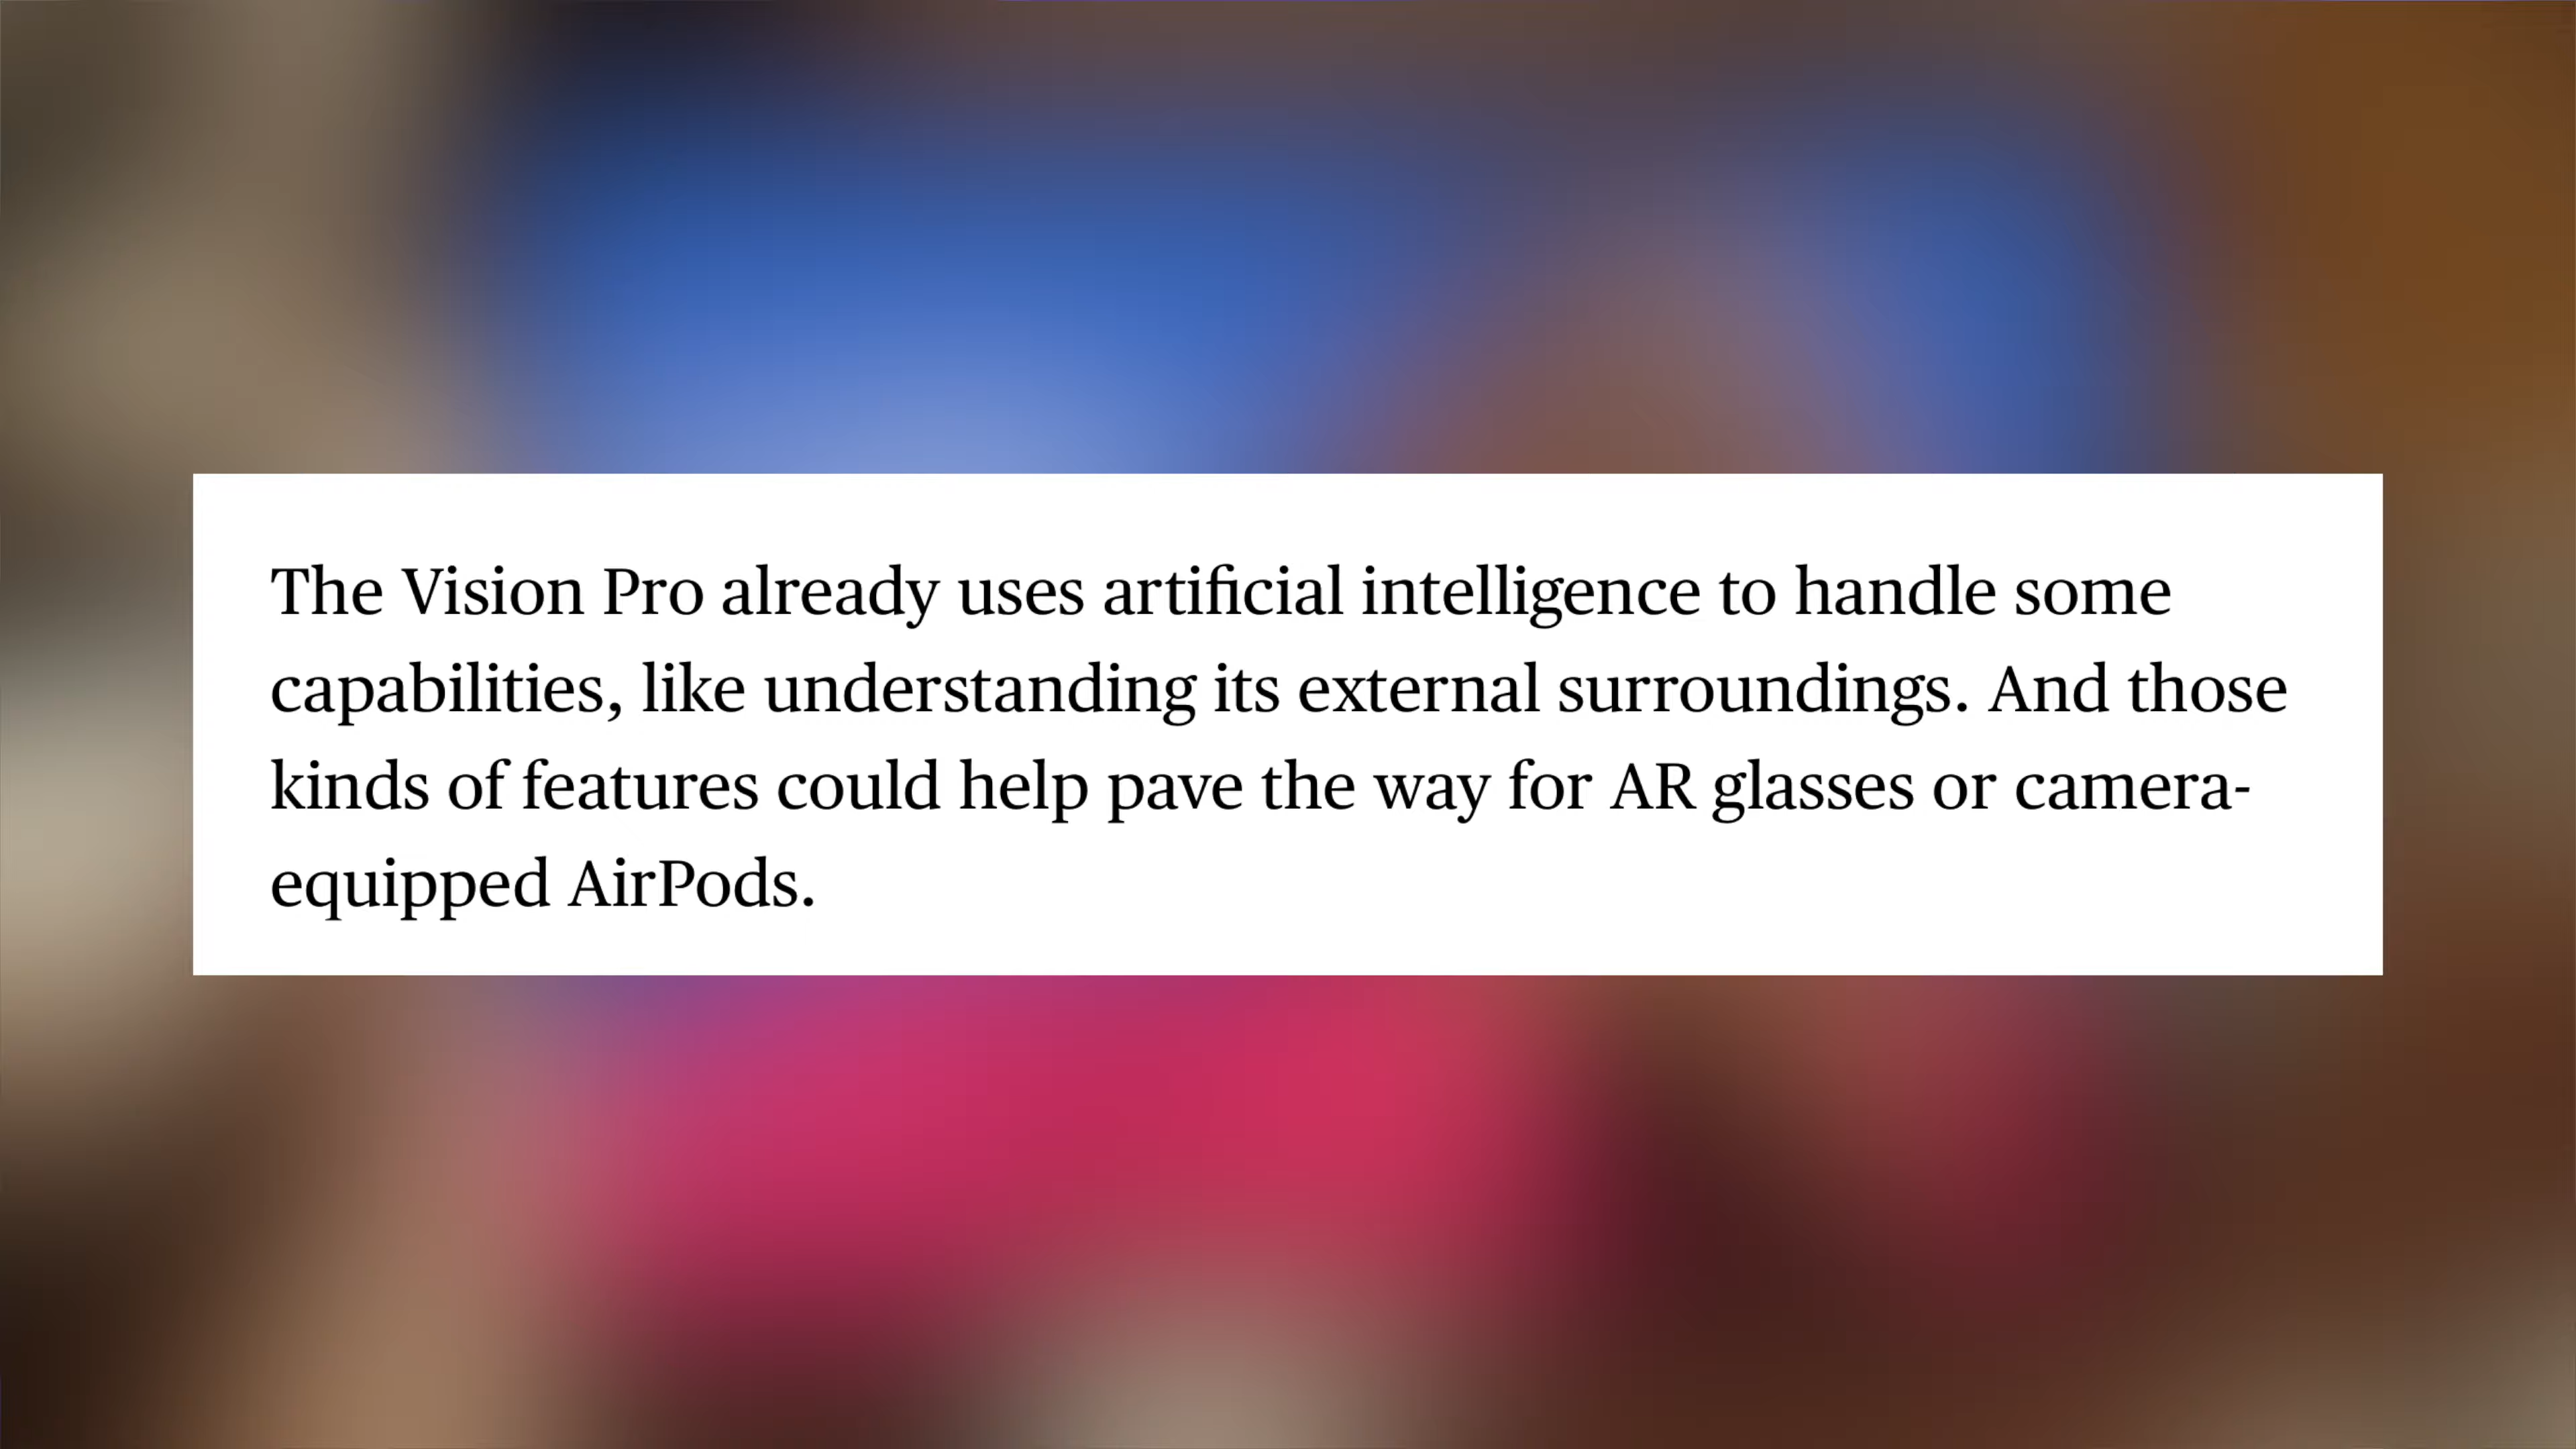 The Vision Pro already uses artificial intelligence to handle some
capabilities, like understanding its external surroundings. And those
kinds of features could help pave the way for AR glasses or camera-
equipped AirPods.